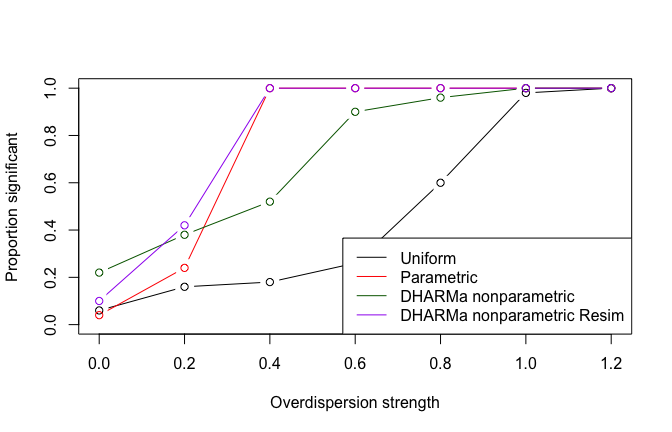 Proportion significant
1.0
0.8
0.6
0.4
0.2
0.0
Uniform
Parametric
DHARMa nonparametric
DHARMa nonparametric Resim
0.0 0.2 0.4 0.6 0.8 1.0 1.2
Overdispersion strength